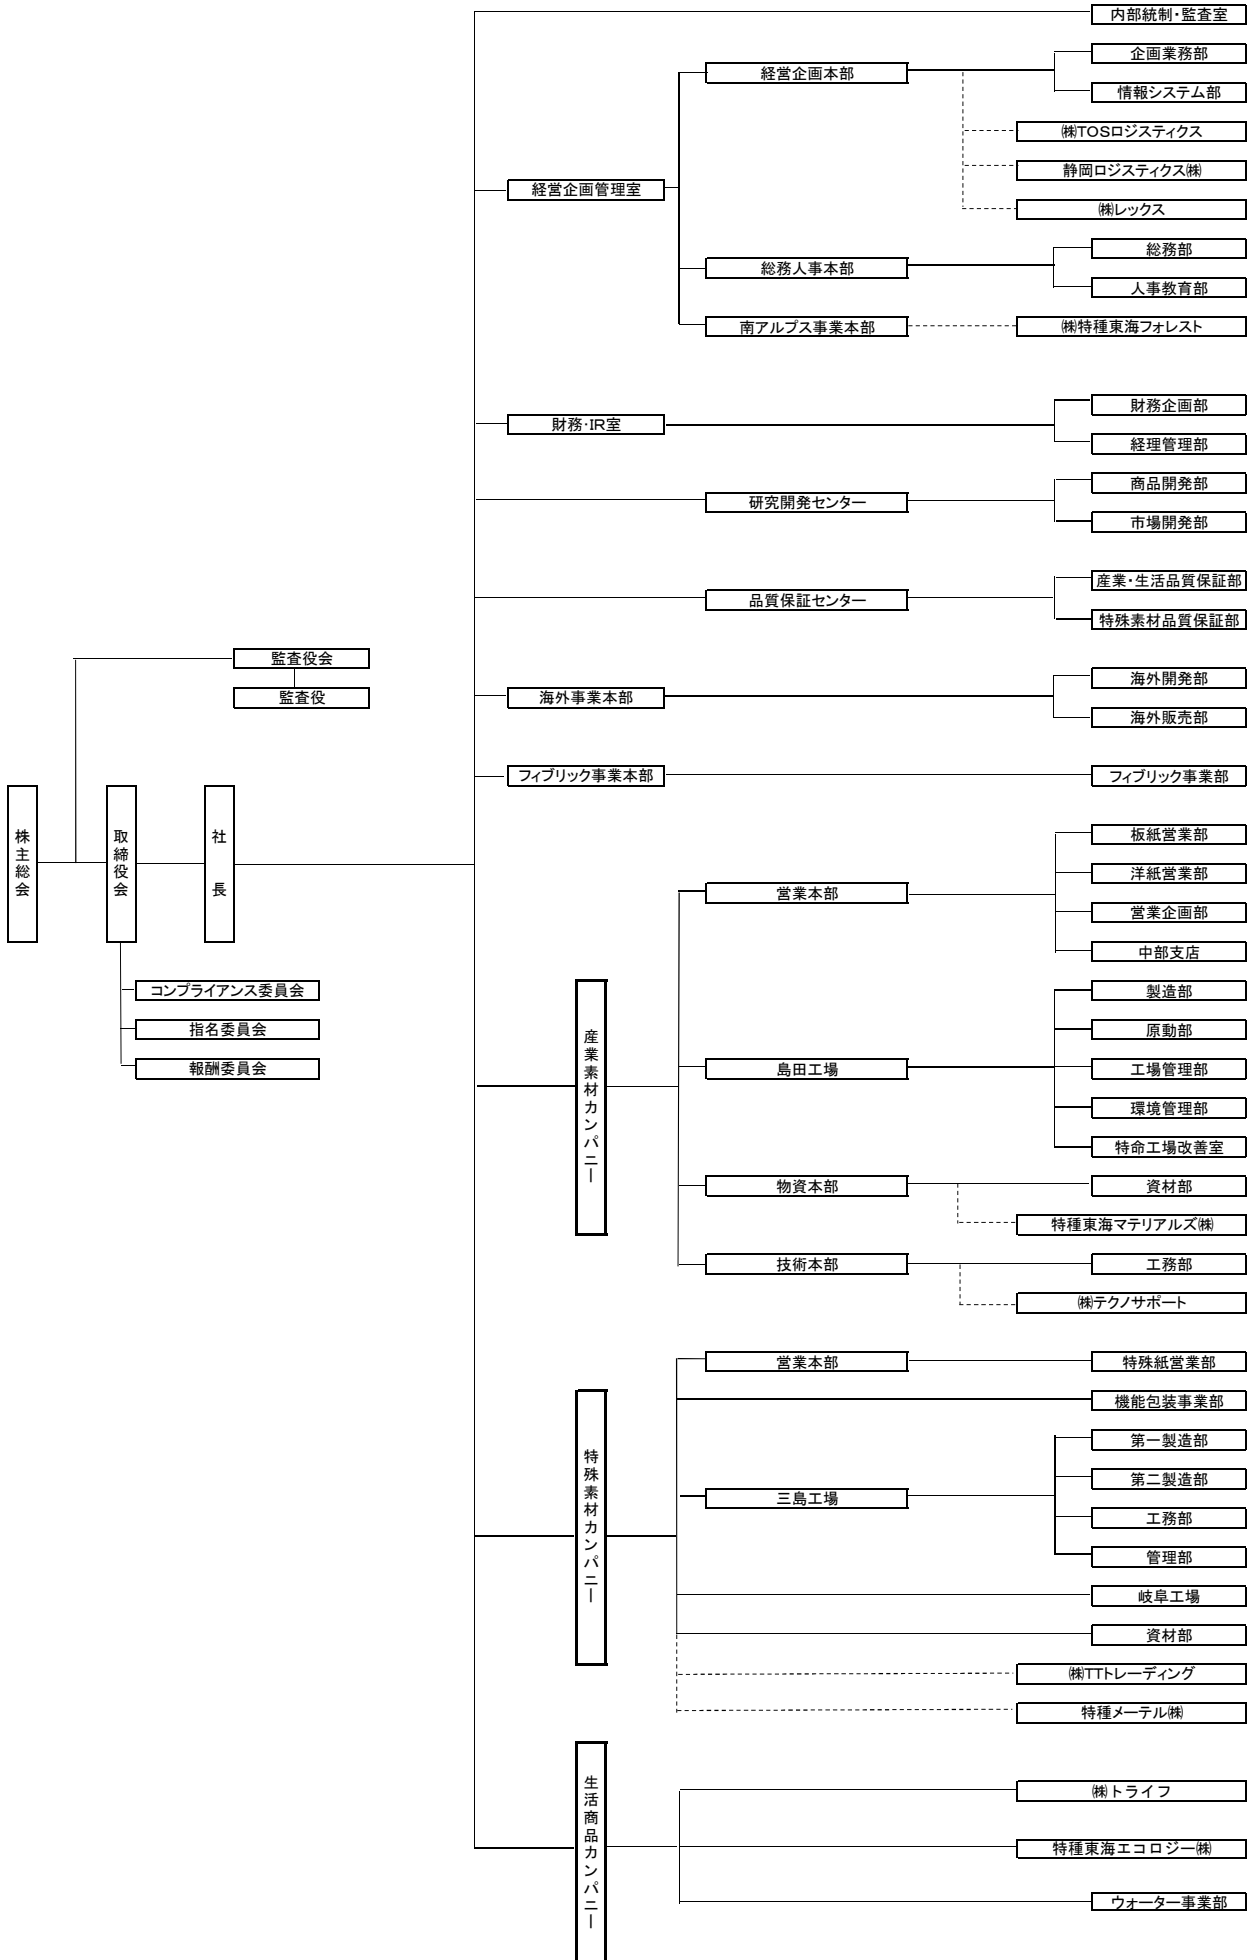 内部統制・監査室
企画業務部
経営企画本部
情報システム部
㈱TOSロジスティクス
静岡ロジスティクス㈱
経営企画管理室
㈱レックス
総務部
総務人事本部
人事教育部
南アルプス事業本部
㈱特種東海フォレスト
財務企画部
財務・IR室
経理管理部
商品開発部
研究開発センター
市場開発部
産業・生活品質保証部
品質保証センター
特殊素材品質保証部
監査役会
監査役
海外開発部
海外事業本部
海外販売部
フィブリック事業本部
フィブリック事業部
株主総会
取締役会
社長
コンプライアンス委員会
指名委員会
報酬委員会
産業素材カンパニー
営業本部
板紙営業部
洋紙営業部
営業企画部
中部支店
島田工場
製造部
原動部
工場管理部
環境管理部
特命工場改善室
物資本部
資材部
特種東海マテリアルズ㈱
技術本部
工務部
㈱テクノサポート
特殊素材カンパニー
営業本部
特殊紙営業部
機能包装事業部
三島工場
第一製造部
第二製造部
工務部
管理部
岐阜工場
資材部
㈱TTトレーディング
特種メーテル㈱
生活商品カンパニー
㈱トライフ
特種東海エコロジー㈱
ウォーター事業部